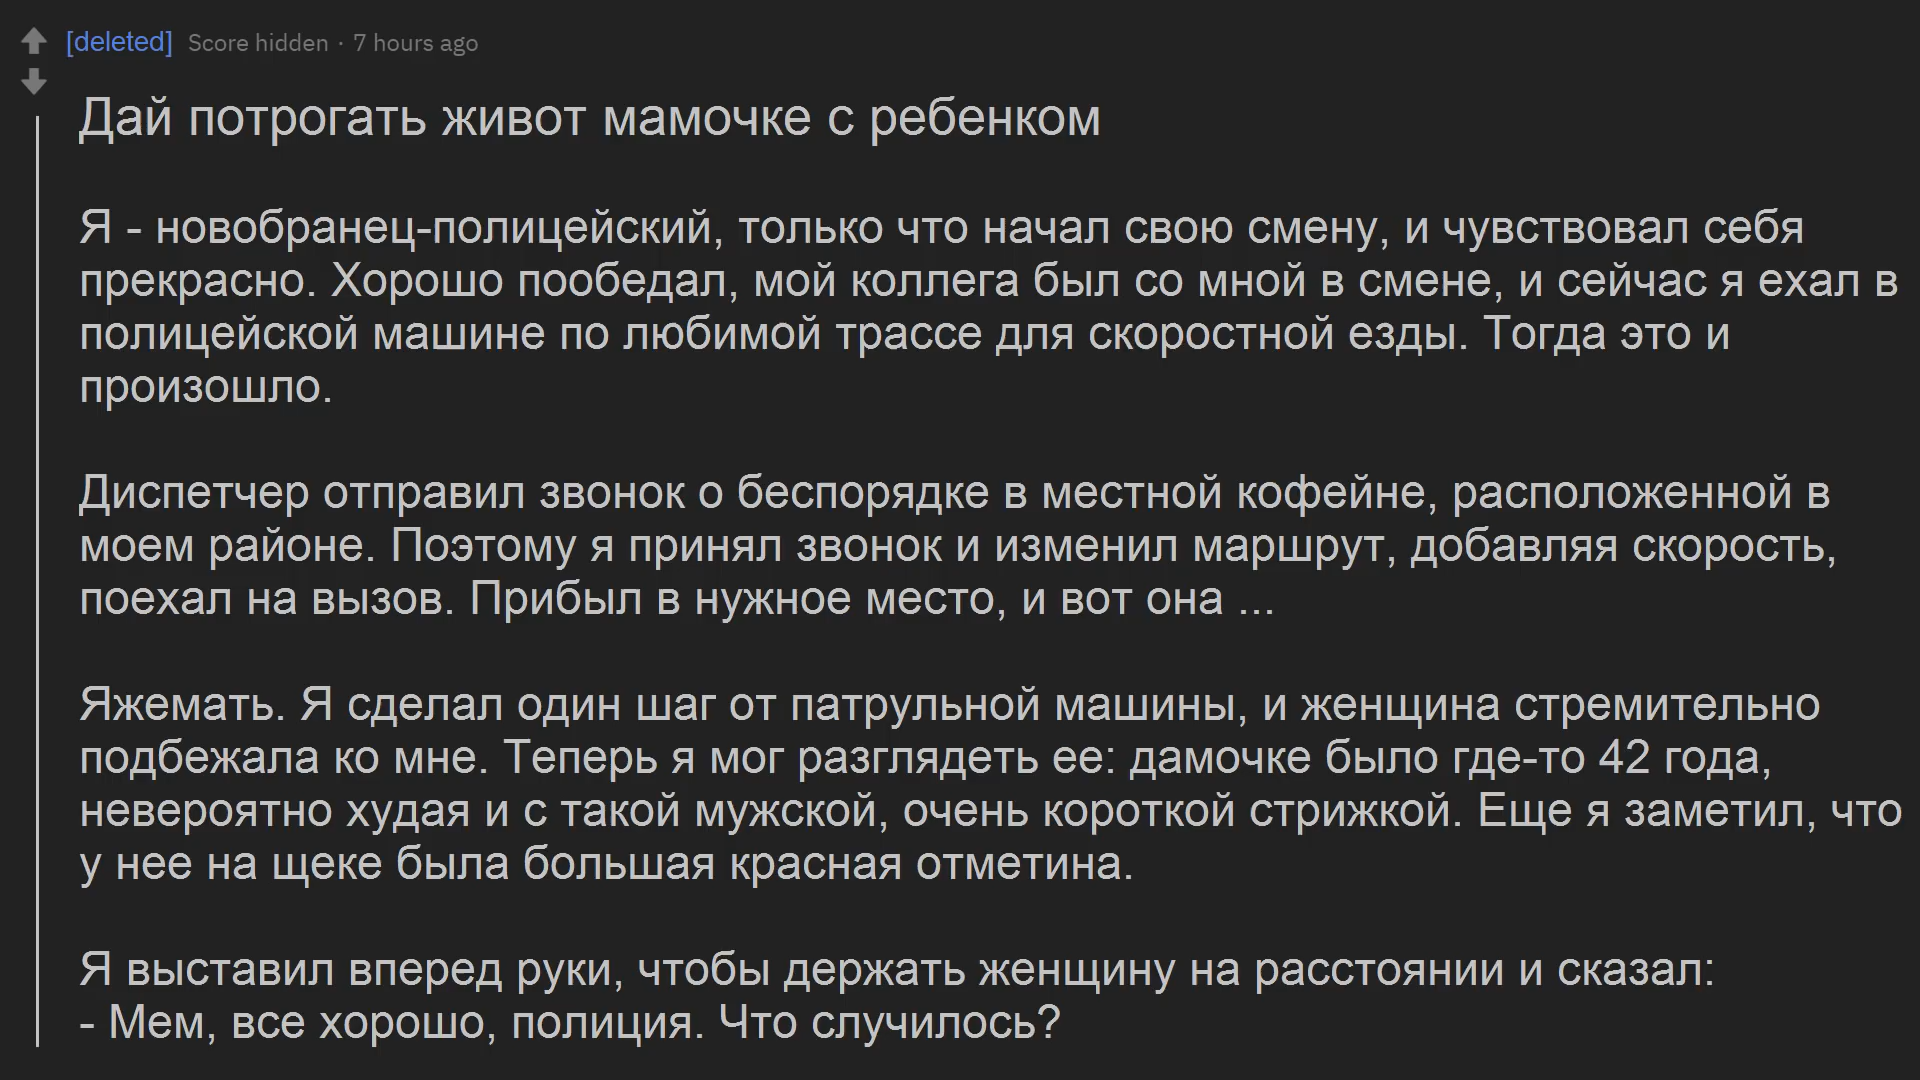 [deleted] Score hidden · 7 hours ago
Дай потрогать живот мамочке с ребенком
Я - новобранец-полицейский, только что начал свою смену, и чувствовал себя
прекрасно. Хорошо пообедал, мой коллега был со мной в смене, и сейчас я ехал в
полицейской машине по любимой трассе для скоростной езды. Тогда это и
произошло.
Диспетчер отправил звонок о беспорядке в местной кофейне, расположенной в
моем районе. Поэтому я принял звонок и изменил маршрут, добавляя скорость,
поехал на вызов. Прибыл в нужное место, и вот она ...
Яжемать. Я сделал один шаг от патрульной машины, и женщина стремительно
подбежала ко мне. Теперь я мог разглядеть ее: дамочке было где-то 42 года,
невероятно худая и с такой мужской, очень короткой стрижкой. Еще я заметил, что
у нее на щеке была большая красная отметина.
Я выставил вперед руки, чтобы держать женщину на расстоянии и сказал:
- Мем, все хорошо, полиция. Что случилось?